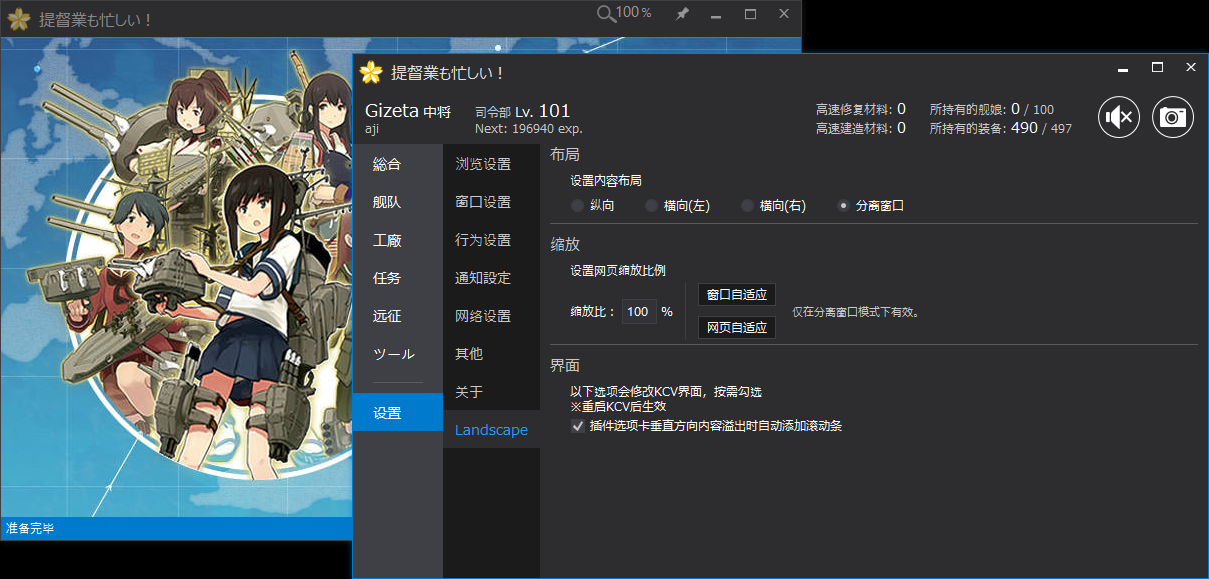 提督業も忙しい！
100%
提督業も忙しい！
Gizeta 中将
司令部 Lv. 101
aji
Next: 196940 exp.
高速修复材料: 0
所持有的舰娘: 0 / 100
高速建造材料: 0
所持有的装备: 490 / 497
総合
舰队
工廠
任务
远征
ツール
设置
浏览设置
窗口设置
行为设置
通知設定
网络设置
其他
关于
Landscape
布局
设置内容布局
纵向
横向(左)
横向(右)
分离窗口
缩放
设置网页缩放比例
缩放比： 100 %
窗口自适应
网页自适应
仅在分离窗口模式下有效。
界面
以下选项会修改KCV界面，按需勾选
※重启KCV后生效
插件选项卡垂直方向内容溢出时自动添加滚动条
准备完毕